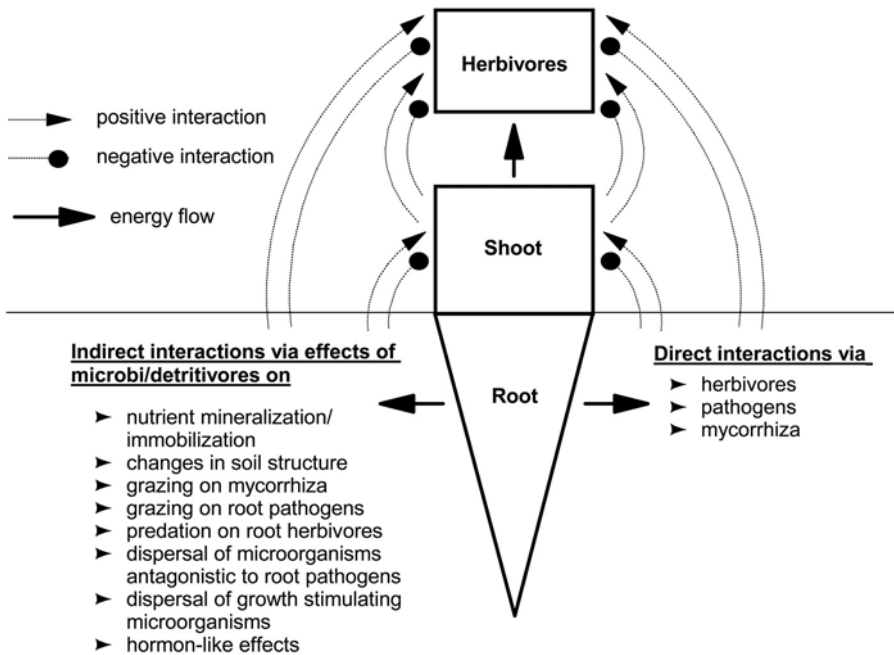 Herbivores
positive interaction
negative interaction
energy flow
Shoot
Indirect interactions via effects of
microbi/detritivores on
nutrient mineralization/
immobilization
changes in soil structure
grazing on mycorrhiza
grazing on root pathogens
predation on root herbivores
dispersal of microorganisms
antagonistic to root pathogens
dispersal of growth stimulating
microorganisms
hormon-like effects
Root
Direct interactions via
herbivores
pathogens
mycorrhiza